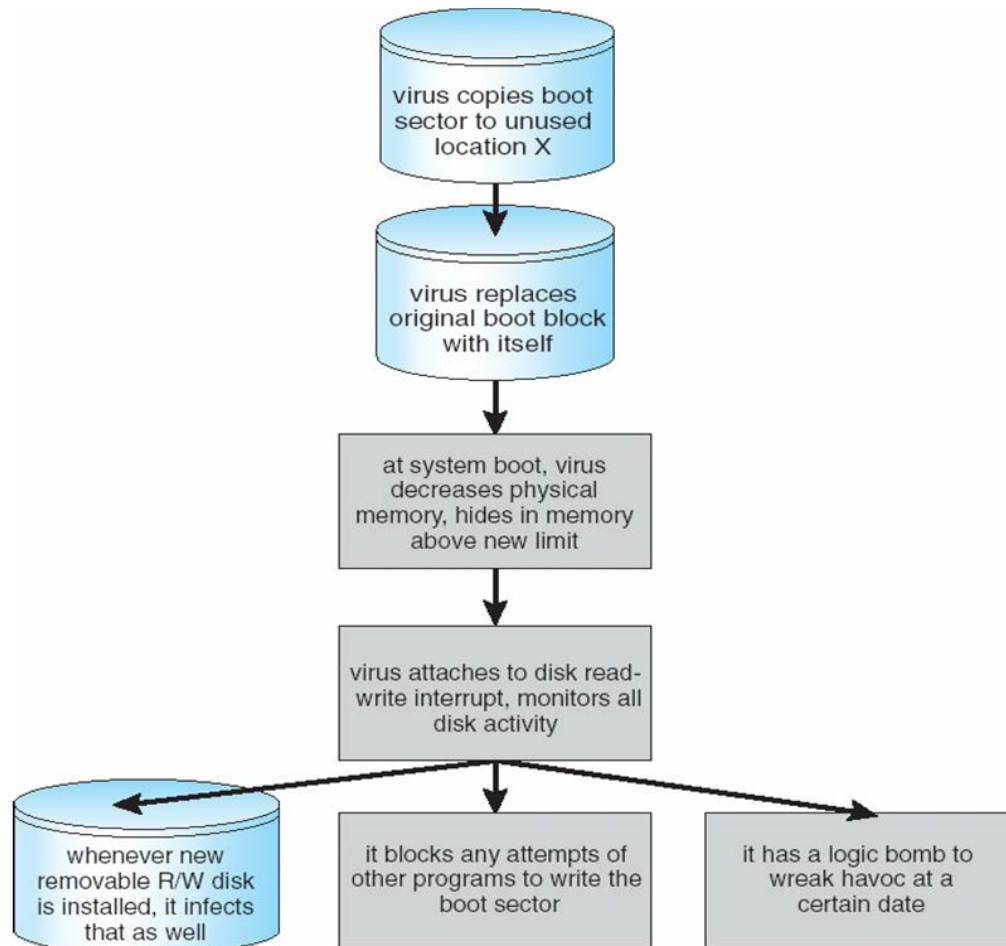 virus copies boot
sector to unused
location X
virus replaces
original boot block
with itself
at system boot, virus
decreases physical
memory, hides in memory
above new limit
virus attaches to disk read-
write interrupt, monitors all
disk activity
whenever new
removable R/W disk
is installed, it infects
that as well
it blocks any attempts of
other programs to write the
boot sector
it has a logic bomb to
wreak havoc at a
certain date